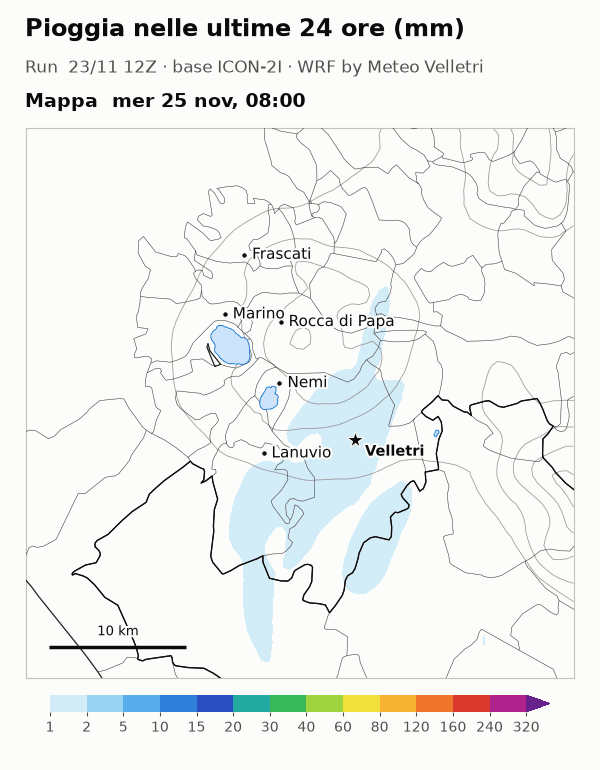 Pioggia nelle ultime 24 ore (mm)
Run  23/11 12Z · base ICON-2I · WRF by Meteo Velletri
Mappa  mer 25 nov, 08:00
Frascati
Marino
Rocca di Papa
Nemi
Velletri
Lanuvio
10 km
1 2 5 10 15 20 30 40 60 80 120 160 240 320